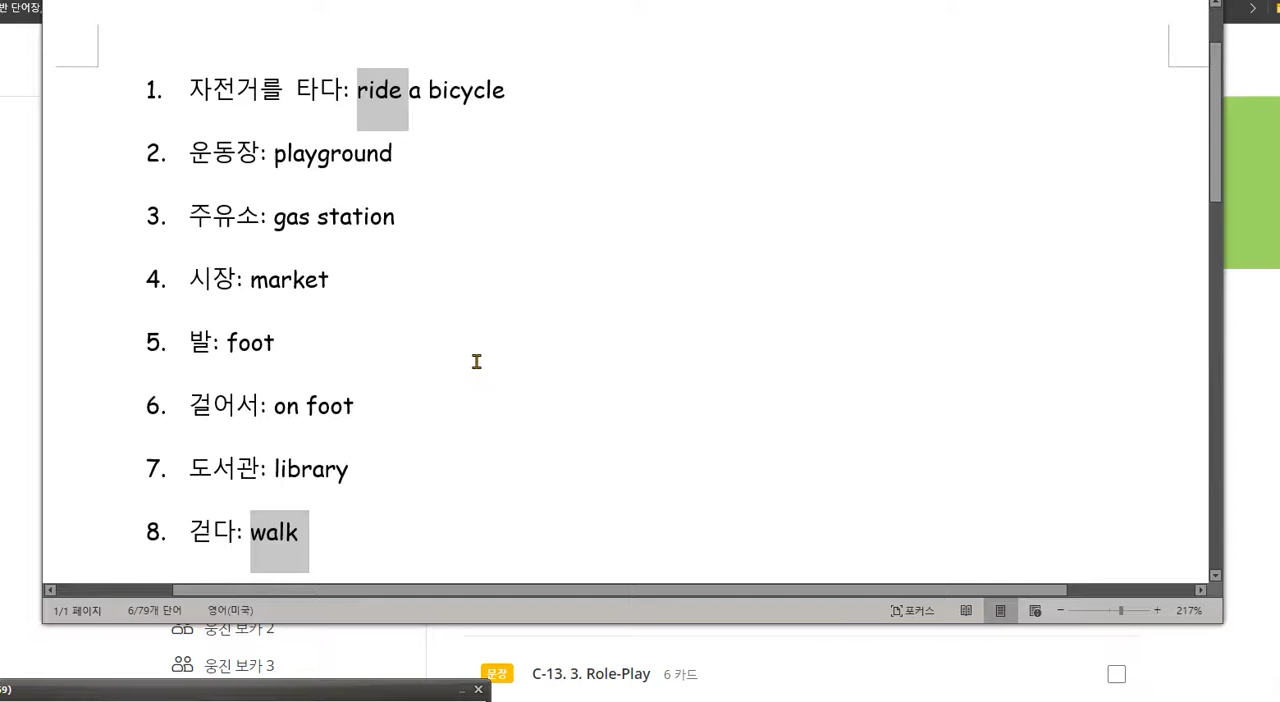 반 단어장
1. 자전거를 타다: ride a bicycle
2. 운동장: playground
3. 주유소: gas station
4. 시장: market
5. 발: foot
6. 걸어서: on foot
7. 도서관: library
8. 걷다: walk
1/1 페이지 6/79개 단어 영어(미국) 포커스 217%
웅진 보카 2
웅진 보카 3
문장 C-13. 3. Role-Play 6 카드